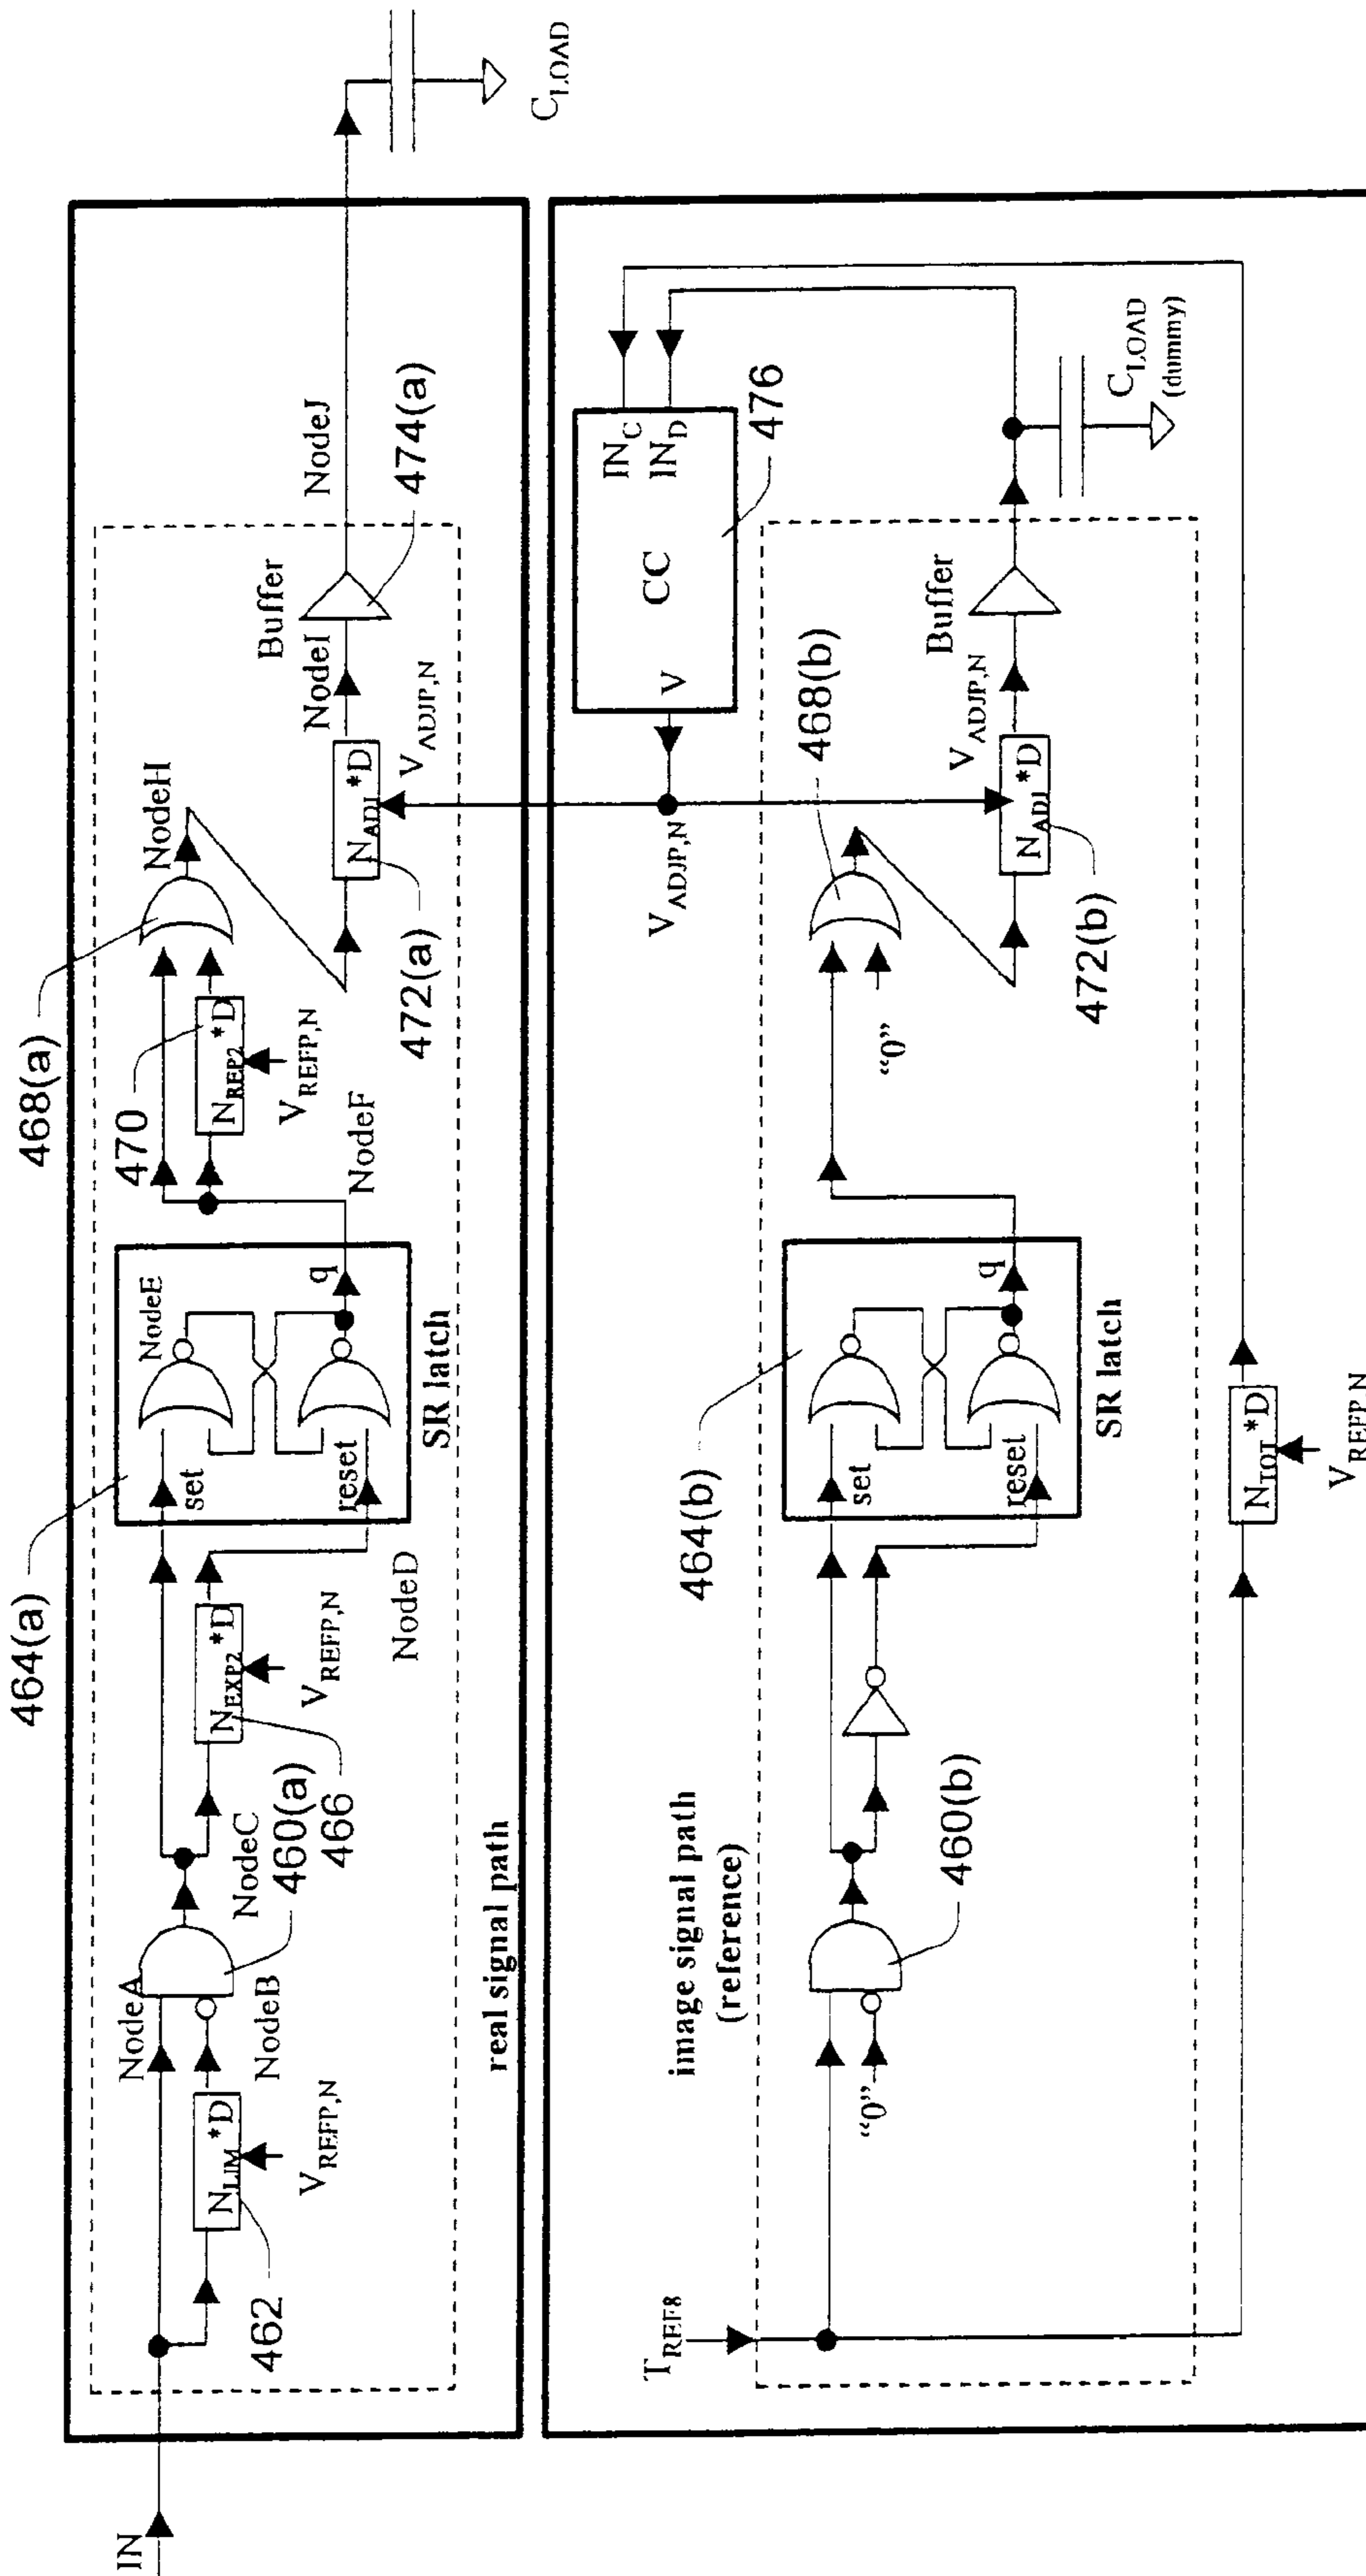 IN
462
N_LIM *D
V_REFP,N
NodeA
NodeB
460(a)
NodeC
466
N_EXP2 *D
V_REFP,N
NodeD
464(a)
set
reset
NodeE
q
SR latch
NodeF
470
N_REP2 *D
V_REFP,N
468(a)
NodeH
472(a)
N_ADJ *D
V_ADJP,N
NodeI
Buffer
474(a)
NodeJ
C_LOAD
real signal path
T_REF8
image signal path
(reference)
“0”
460(b)
464(b)
set
reset
q
SR latch
“0”
468(b)
472(b)
N_ADJ *D
V_ADJP,N
Buffer
V_ADJP,N
V
CC
IN_C
IN_D
476
C_LOAD
(dummy)
N_TOT *D
V_REFP,N